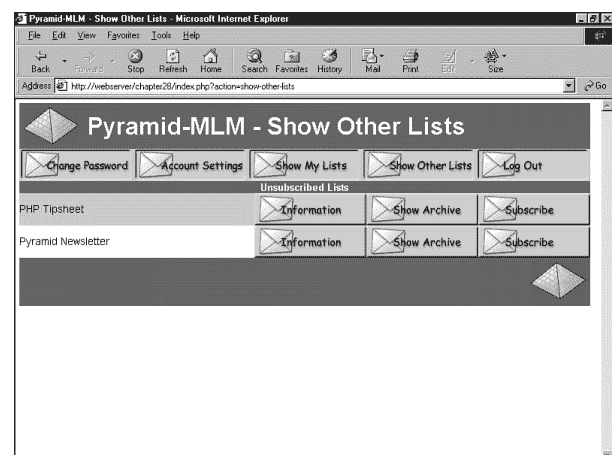 Pyramid-MLM - Show Other Lists - Microsoft Internet Explorer
File Edit View Favorites Tools Help
Back Forward Stop Refresh Home Search Favorites History Mail Print Edit Size
Address http://webserver/chapter28/index.php?action=show-other-lists Go
Pyramid-MLM - Show Other Lists
Change Password Account Settings Show My Lists Show Other Lists Log Out
Unsubscribed Lists
PHP Tipsheet Information Show Archive Subscribe
Pyramid Newsletter Information Show Archive Subscribe